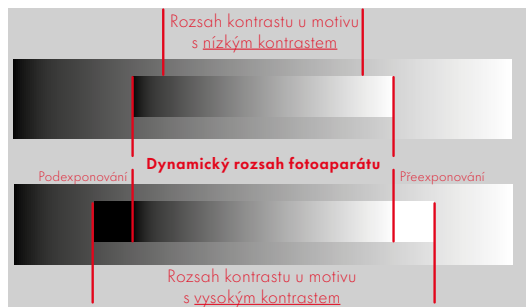 Rozsah kontrastu u motivu
s nízkým kontrastem
Dynamický rozsah fotoaparátu
Podexponování
Přeexponování
Rozsah kontrastu u motivu
s vysokým kontrastem